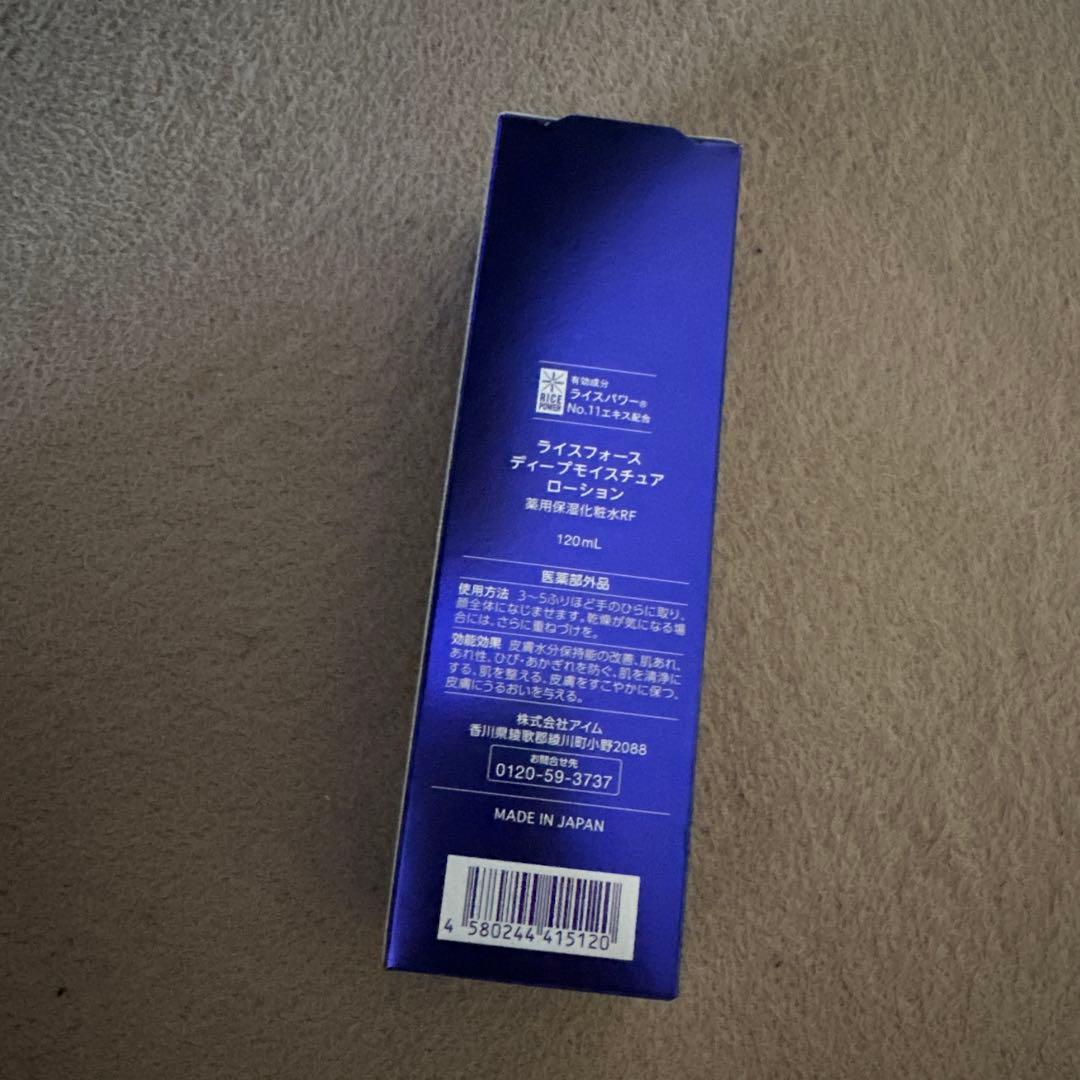 RICE
POWER
有効成分
ライスパワー®
No.11エキス配合
ライスフォース
ディープモイスチュア
ローション
薬用保湿化粧水RF
120mL
医薬部外品
使用方法 3〜5ふりほど手のひらに取り、
顔全体になじませます。乾燥が気になる場
合には、さらに重ねづけを。
効能効果 皮膚水分保持能の改善、肌あれ、
あれ性、ひび・あかぎれを防ぐ、肌を清浄に
する、肌を整える、皮膚をすこやかに保つ、
皮膚にうるおいを与える。
株式会社アイム
香川県綾歌郡綾川町小野2088
お問合せ先
0120-59-3737
MADE IN JAPAN
4 580244 415120